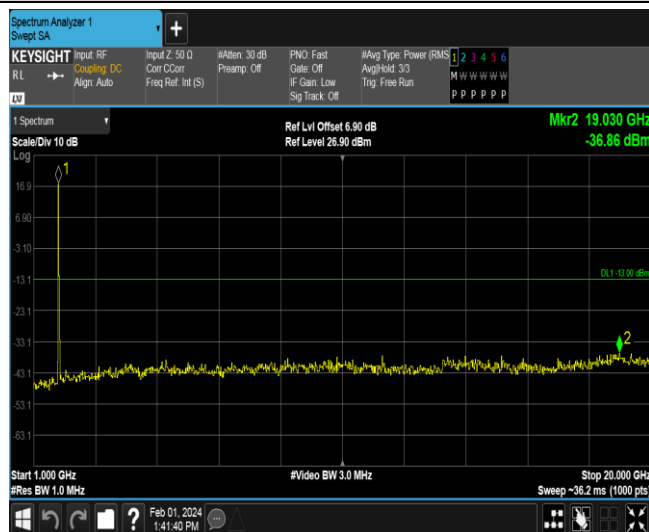 Spectrum Analyzer 1
Swept SA
+
KEYSIGHT
RL
LXI
Input: RF
Coupling: DC
Align: Auto
Input Z: 50 Ω
Corr CCorr
Freq Ref: Int (S)
#Atten: 30 dB
Preamp: Off
PNO: Fast
Gate: Off
IF Gain: Low
Sig Track: Off
#Avg Type: Power (RMS
Avg|Hold: 3/3
Trig: Free Run
1 2 3 4 5 6
M W W W W W
P P P P P P
1 Spectrum
Scale/Div 10 dB
Ref Lvl Offset 6.90 dB
Ref Level 26.90 dBm
Mkr2 19.030 GHz
-36.86 dBm
Log
1
16.9
6.90
-3.10
DL1 -13.00 dBm
-13.1
-23.1
-33.1
2
-43.1
-53.1
-63.1
Start 1.000 GHz
#Video BW 3.0 MHz
Stop 20.000 GHz
#Res BW 1.0 MHz
Sweep ~36.2 ms (1000 pts)
?
Feb 01, 2024
1:41:40 PM